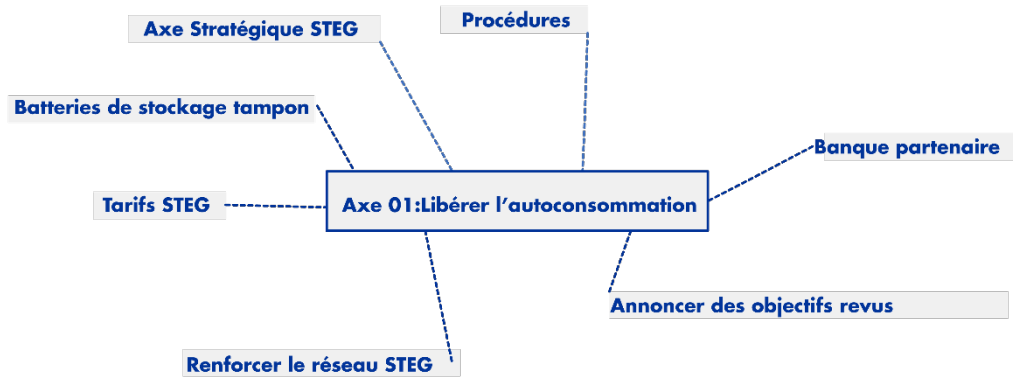 Procédures
Axe Stratégique STEG
Batteries de stockage tampon
Banque partenaire
Tarifs STEG
Axe 01:Libérer l’autoconsommation
Annoncer des objectifs revus
Renforcer le réseau STEG